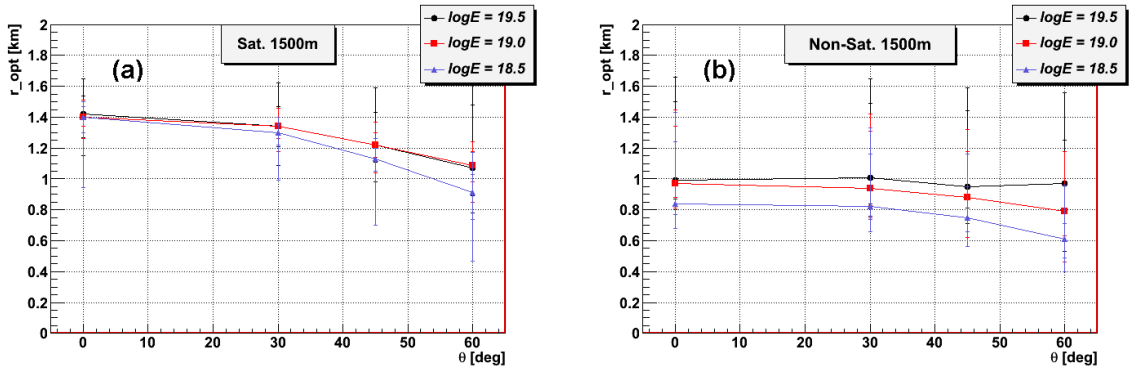 r_opt [km]
2
1.8
1.6
1.4
1.2
1
0.8
0.6
0.4
0.2
0
(a)
Sat. 1500m
logE = 19.5
logE = 19.0
logE = 18.5
0 10 20 30 40 50 60
θ [deg]
r_opt [km]
2
1.8
1.6
1.4
1.2
1
0.8
0.6
0.4
0.2
0
(b)
Non-Sat. 1500m
logE = 19.5
logE = 19.0
logE = 18.5
0 10 20 30 40 50 60
θ [deg]